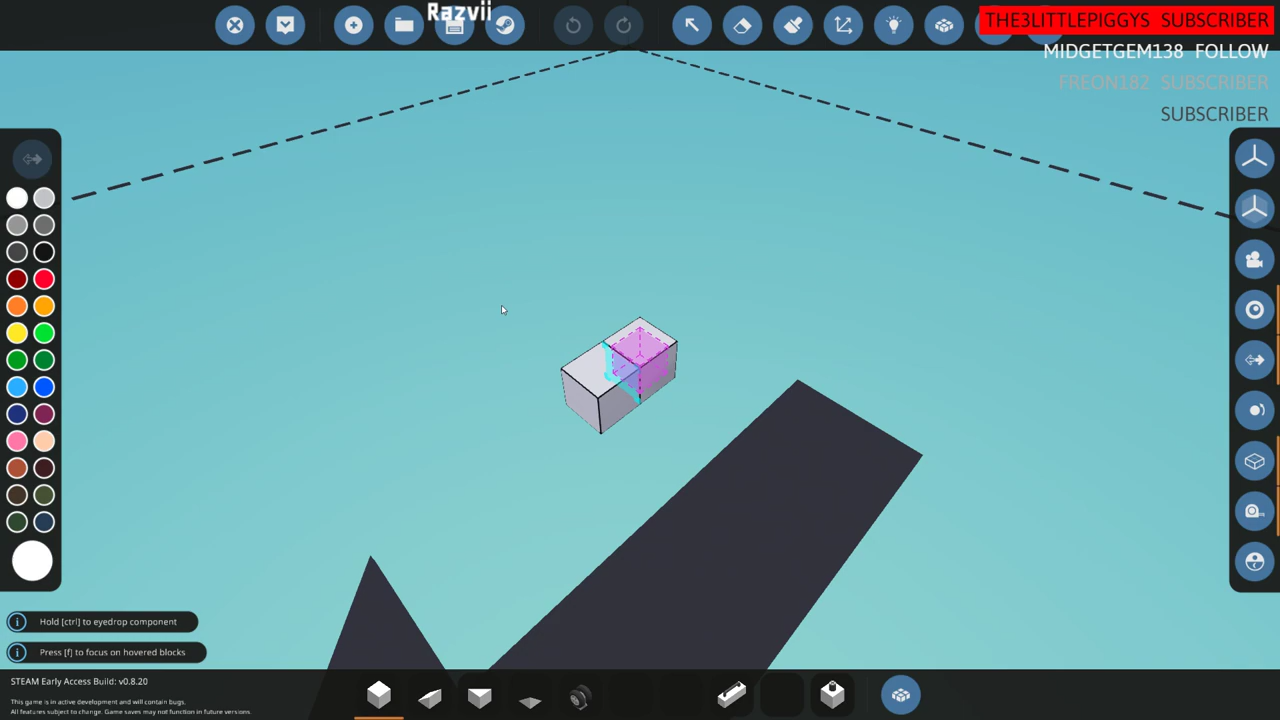 Razvii
THE3LITTLEPIGGYS SUBSCRIBER
MIDGETGEM138 FOLLOW
FREON182 SUBSCRIBER
SUBSCRIBER
Hold [ctrl] to eyedrop component
Press [f] to focus on hovered blocks
STEAM Early Access Build: v0.8.20
This game is in active development and will contain bugs.
All features subject to change. Game saves may not function in future versions.